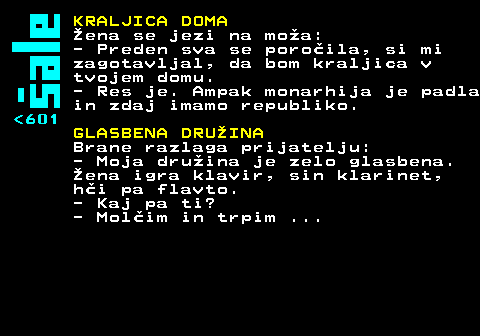 šale
<601
KRALJICA DOMA
Žena se jezi na moža:
- Preden sva se poročila, si mi
zagotavljal, da bom kraljica v
tvojem domu.
- Res je. Ampak monarhija je padla
in zdaj imamo republiko.
GLASBENA DRUŽINA
Brane razlaga prijatelju:
- Moja družina je zelo glasbena.
Žena igra klavir, sin klarinet,
hči pa flavto.
- Kaj pa ti?
- Molčim in trpim ...